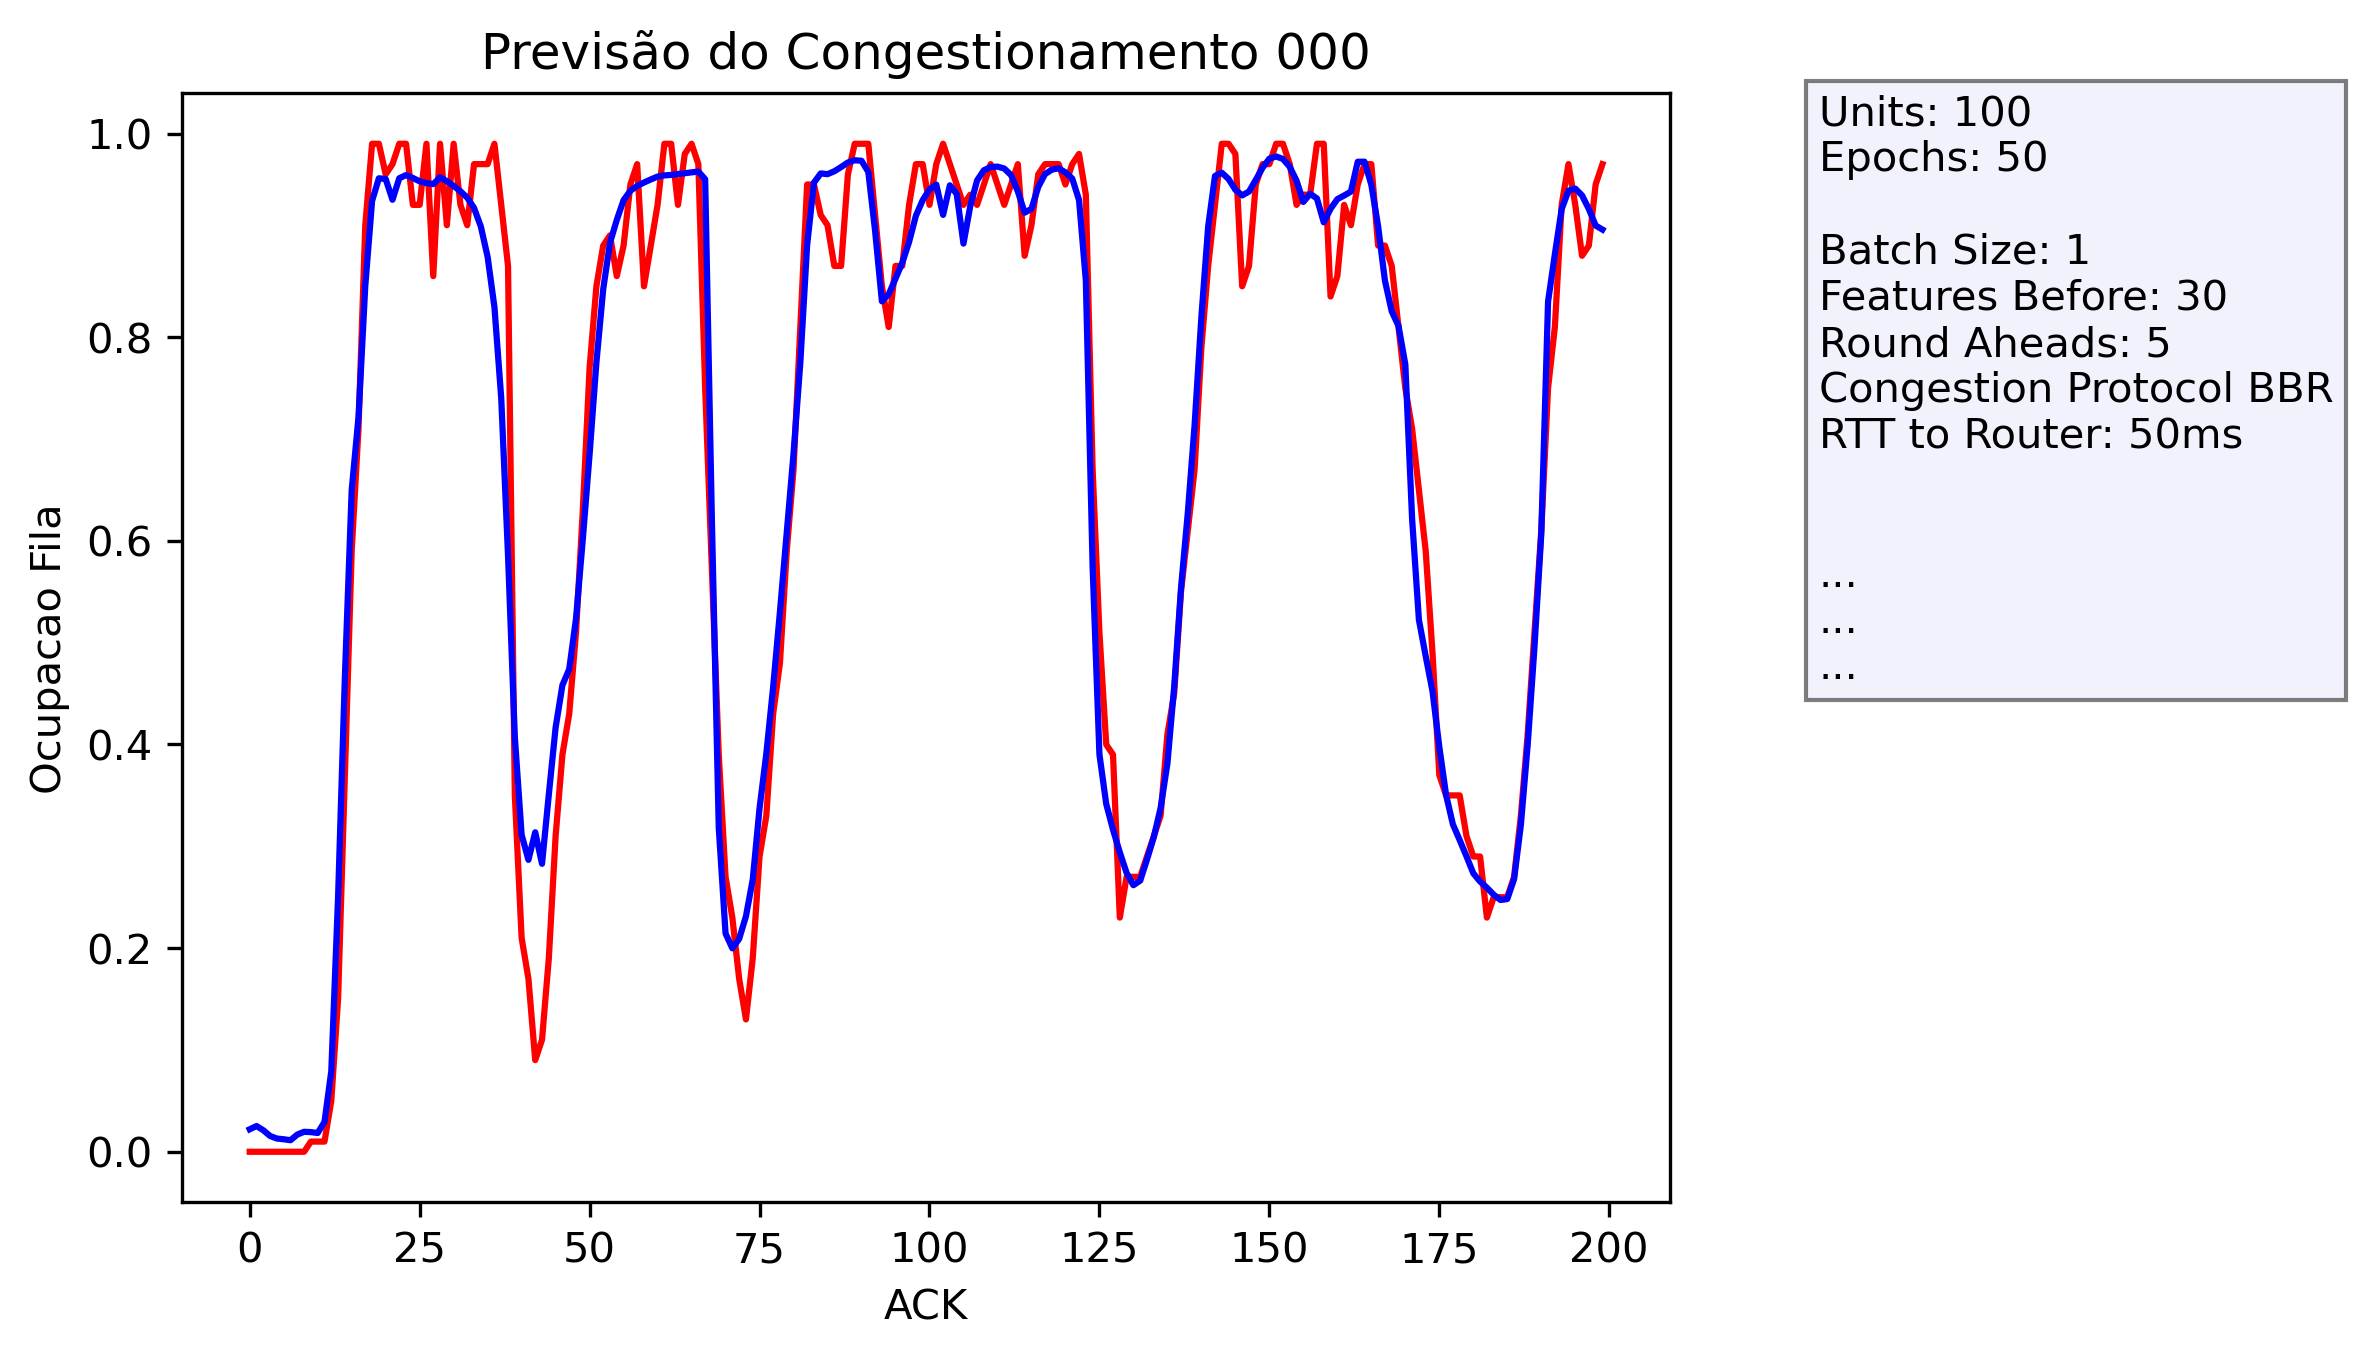 Previsão do Congestionamento 000
Units: 100
Epochs: 50
Batch Size: 1
Features Before: 30
Round Aheads: 5
Congestion Protocol BBR
RTT to Router: 50ms
...
...
...
Ocupacao Fila
1.0
0.8
0.6
0.4
0.2
0.0
0 25 50 75 100 125 150 175 200
ACK